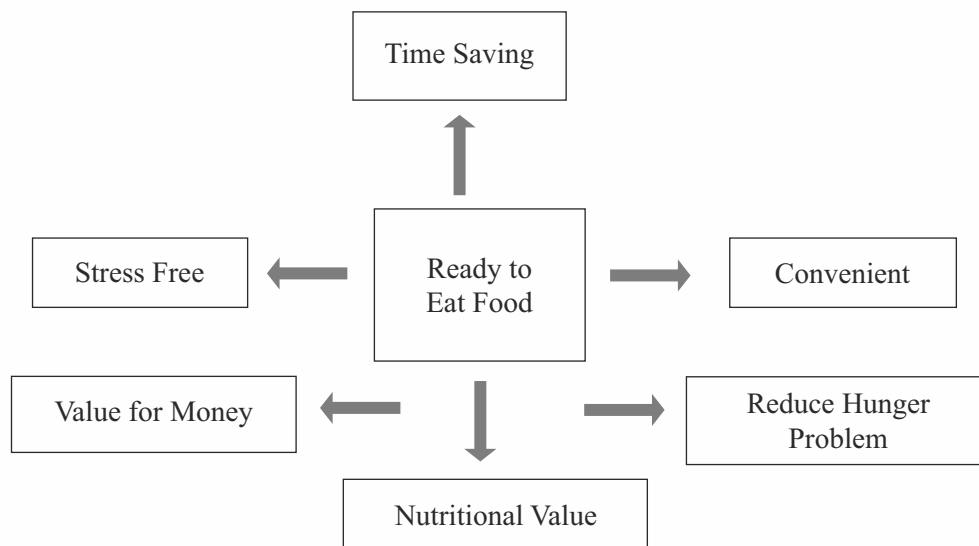 Time Saving
Stress Free
Ready to
Eat Food
Convenient
Value for Money
Reduce Hunger
Problem
Nutritional Value